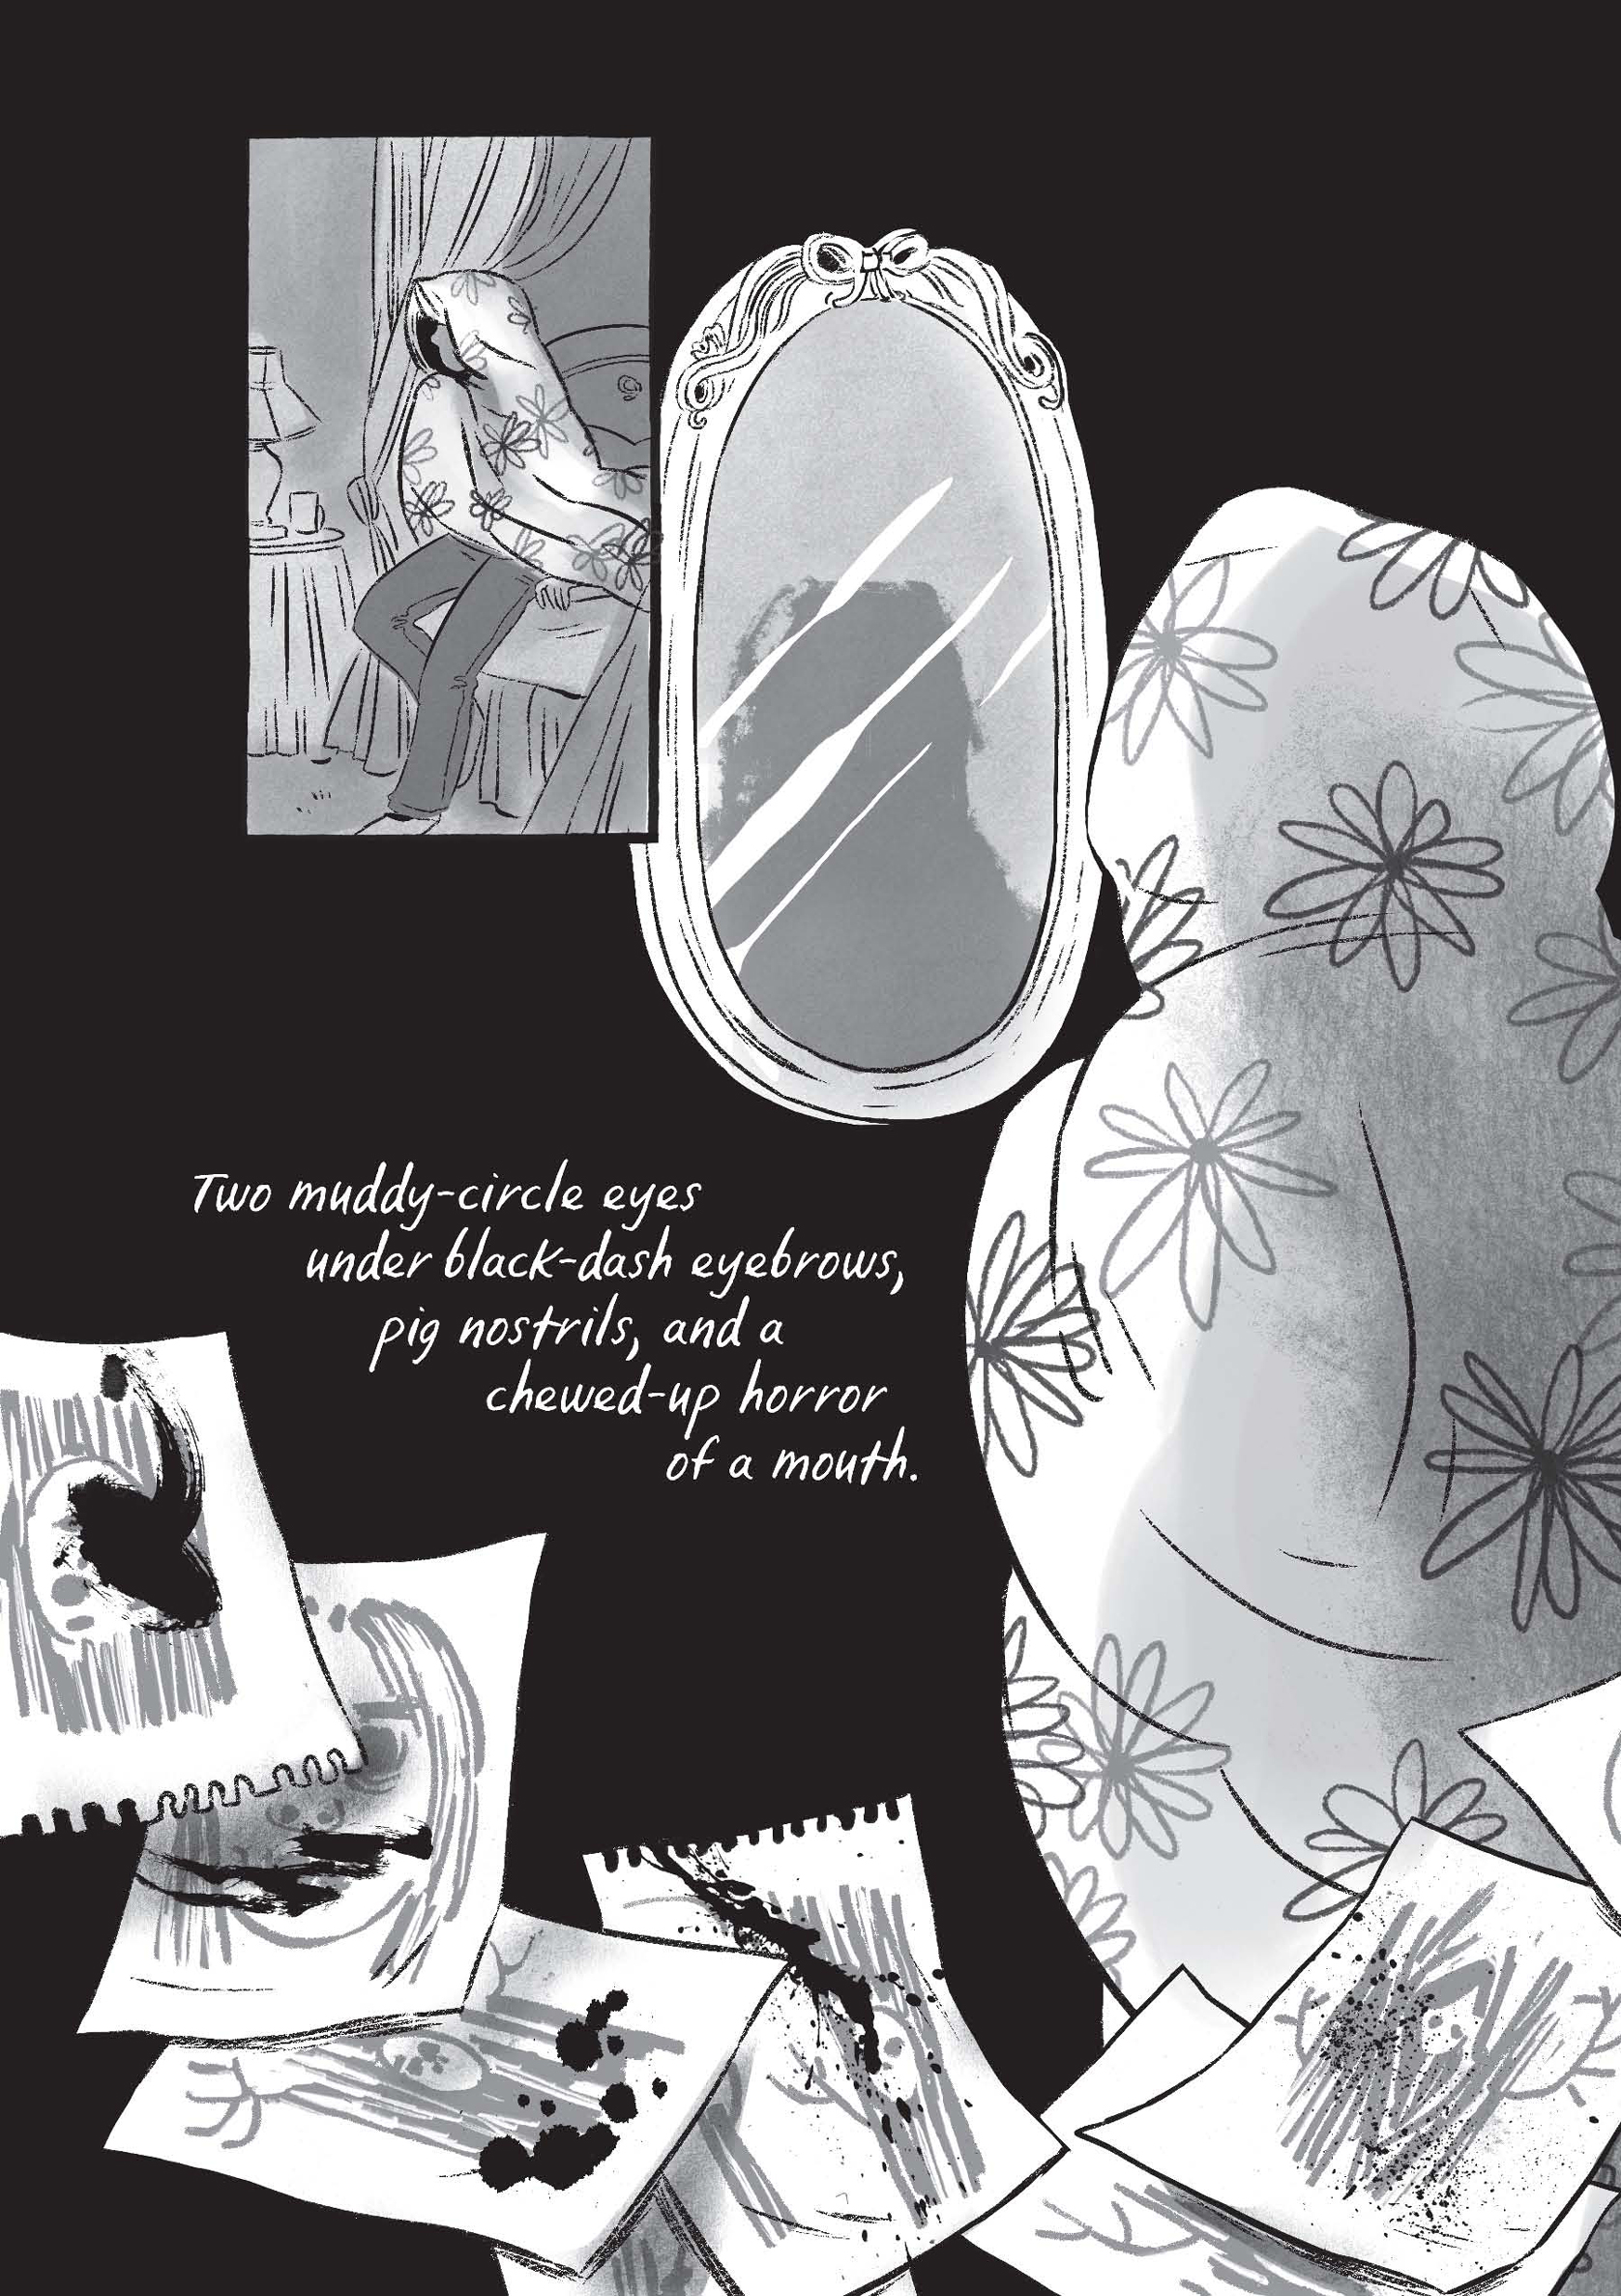 Two muddy-circle eyes
under black-dash eyebrows,
pig nostrils, and a
chewed-up horror
of a mouth.